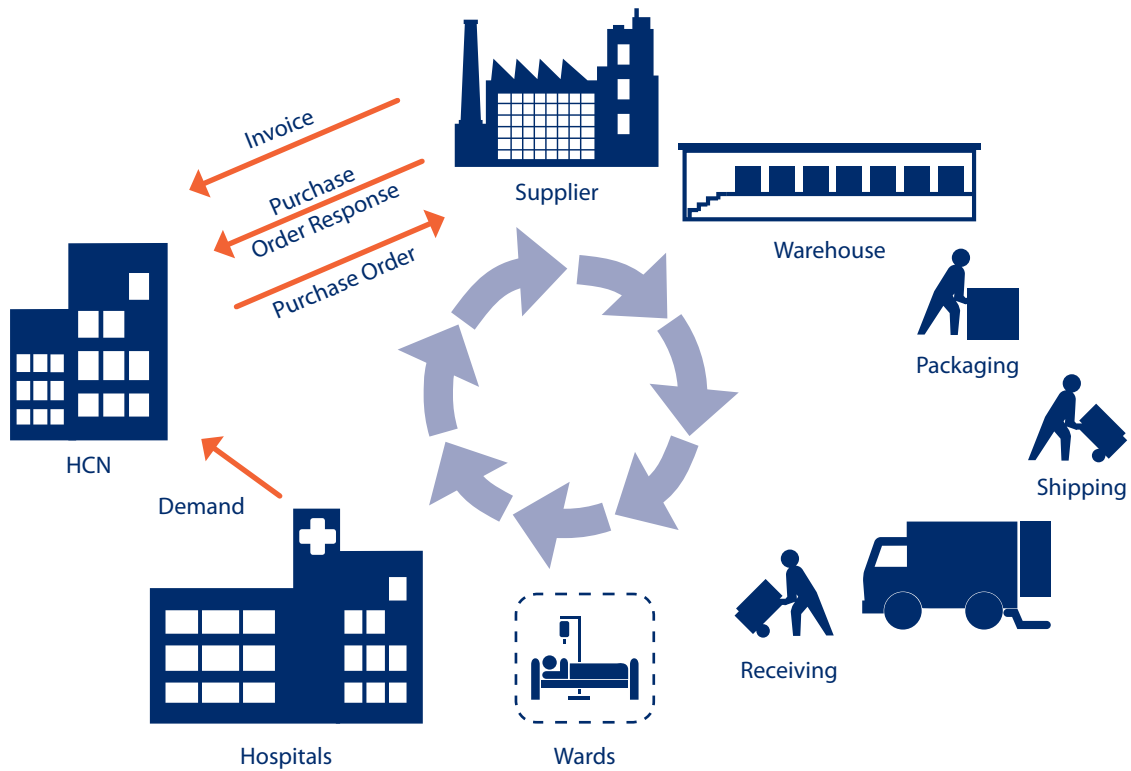 Invoice
Purchase
Order Response
Purchase Order
Supplier
Warehouse
Packaging
HCN
Shipping
Demand
Receiving
Hospitals
Wards